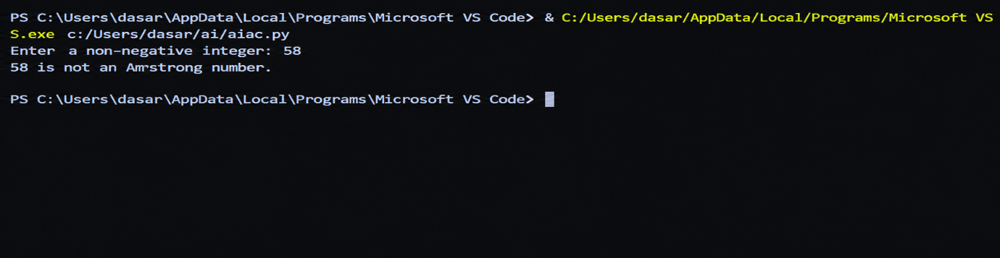 PS C:\Users\dasar\AppData\Local\Programs\Microsoft VS Code> & C:/Users/dasar/AppData/Local/Programs/Microsoft VS
S.exe c:/Users/dasar/ai/aiac.py
Enter a non-negative integer: 58
58 is not an Amrstrong number.
PS C:\Users\dasar\AppData\Local\Programs\Microsoft VS Code>